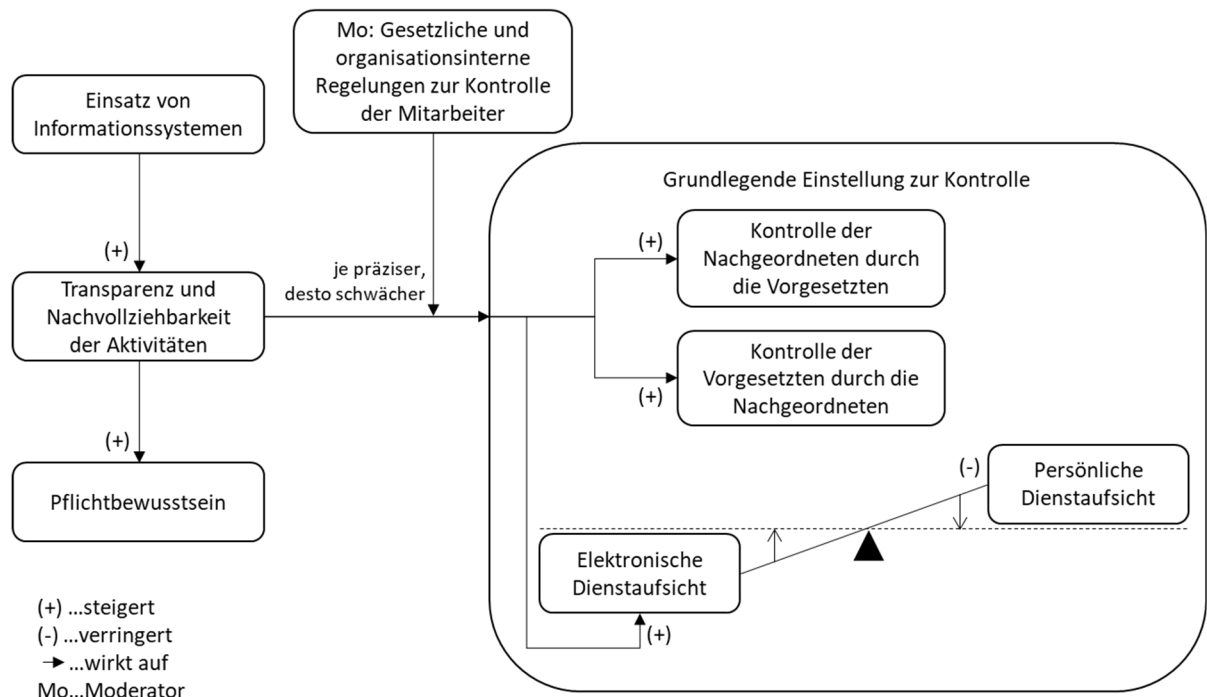 Mo: Gesetzliche und
organisationsinterne
Regelungen zur Kontrolle
der Mitarbeiter
Einsatz von
Informationssystemen
(+)
Transparenz und
Nachvollziehbarkeit
der Aktivitäten
je präziser,
desto schwächer
(+)
Pflichtbewusstsein
Grundlegende Einstellung zur Kontrolle
(+)
Kontrolle der
Nachgeordneten durch
die Vorgesetzten
Kontrolle der
Vorgesetzten durch die
Nachgeordneten
(+)
(-)
Persönliche
Dienstaufsicht
Elektronische
Dienstaufsicht
(+)
(+) ...steigert
(-) ...verringert
...wirkt auf
Mo...Moderator